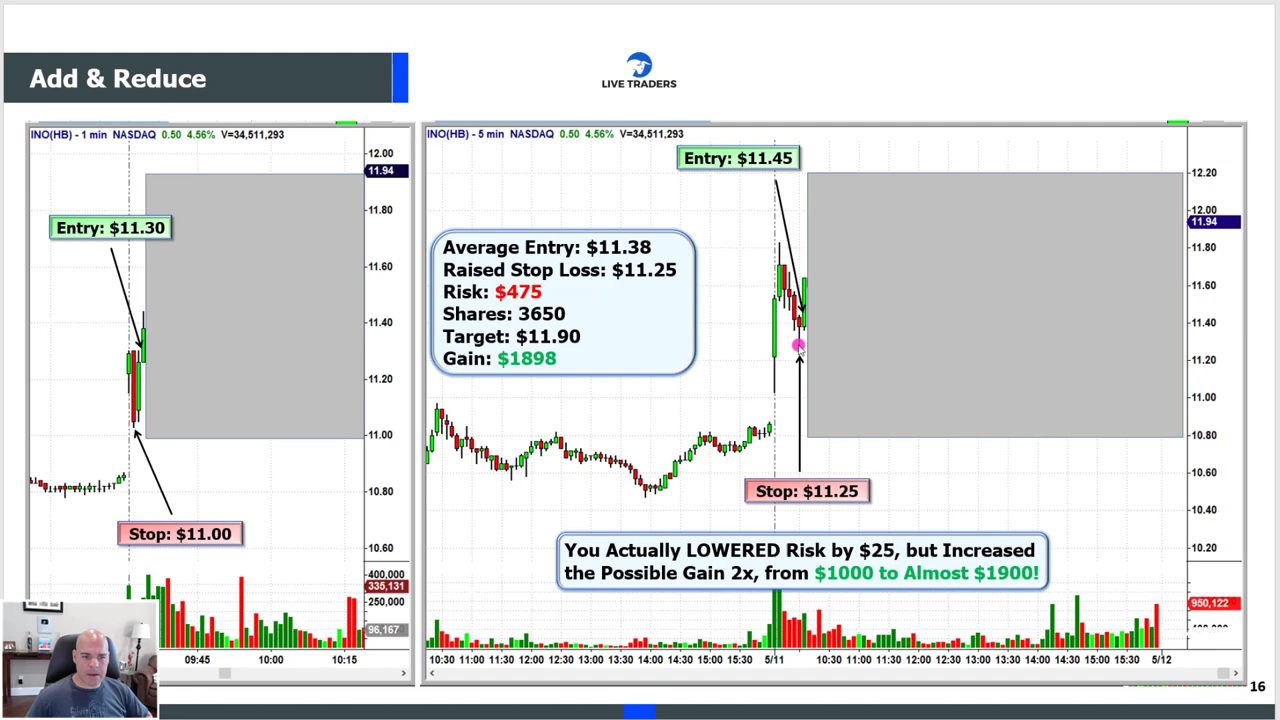 Add & Reduce
LIVE TRADERS
INO(HB) - 1 min NASDAQ 0.50 4.56% V=34,511,293
12.00
11.94
11.80
11.60
11.40
11.20
11.00
10.80
10.60
400,000
335,131
250,000
96,167
Entry: $11.30
Stop: $11.00
09:45 10:00 10:15
INO(HB) - 5 min NASDAQ 0.50 4.56% V=34,511,293
Entry: $11.45
Average Entry: $11.38
Raised Stop Loss: $11.25
Risk: $475
Shares: 3650
Target: $11.90
Gain: $1898
Stop: $11.25
You Actually LOWERED Risk by $25, but Increased
the Possible Gain 2x, from $1000 to Almost $1900!
12.20
12.00
11.94
11.80
11.60
11.40
11.20
11.00
10.80
10.60
10.40
10.20
950,122
10:30 11:00 11:30 12:00 12:30 13:00 13:30 14:00 14:30 15:00 15:30 5/11 10:30 11:00 11:30 12:00 12:30 13:00 13:30 14:00 14:30 15:00 15:30 5/12
16